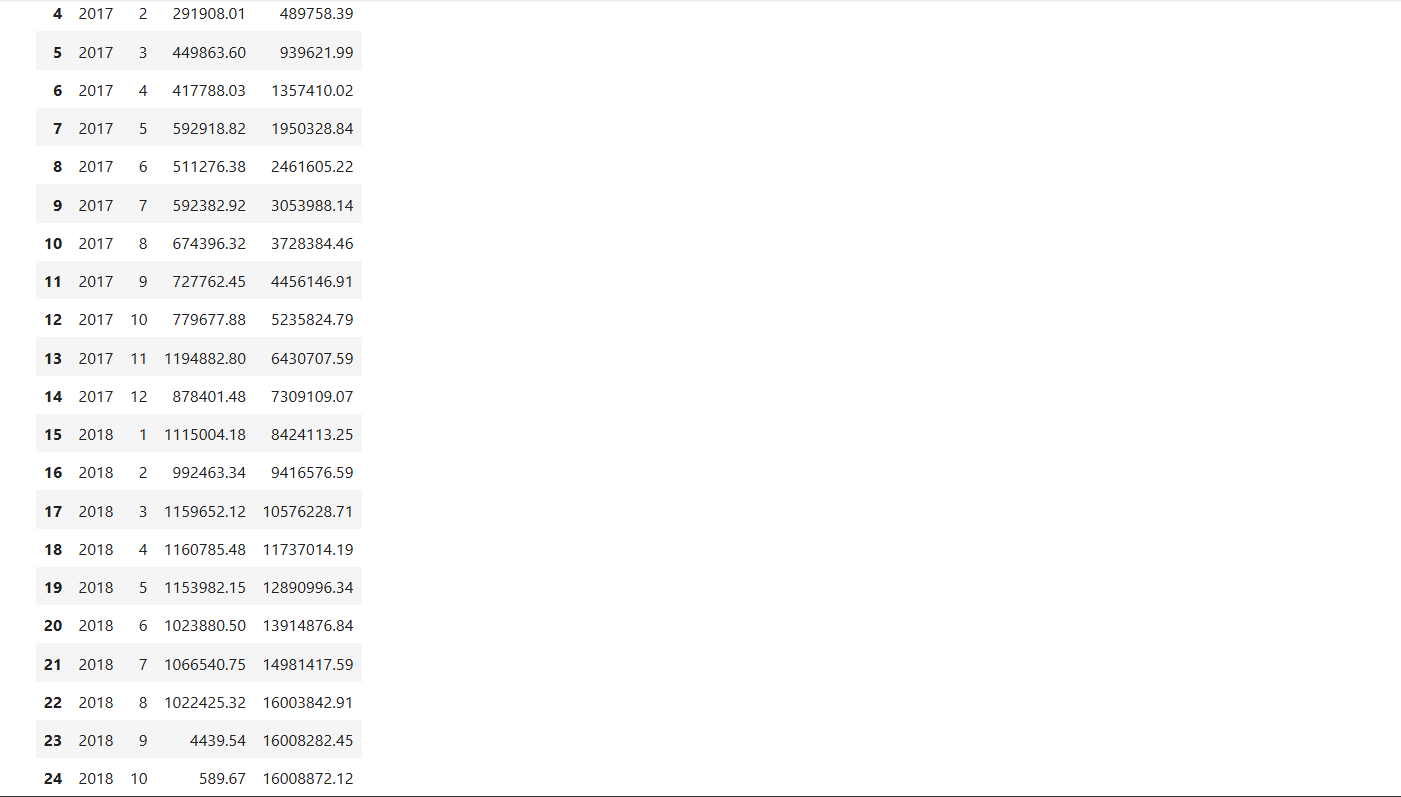 4 2017 2 291908.01 489758.39
5 2017 3 449863.60 939621.99
6 2017 4 417788.03 1357410.02
7 2017 5 592918.82 1950328.84
8 2017 6 511276.38 2461605.22
9 2017 7 592382.92 3053988.14
10 2017 8 674396.32 3728384.46
11 2017 9 727762.45 4456146.91
12 2017 10 779677.88 5235824.79
13 2017 11 1194882.80 6430707.59
14 2017 12 878401.48 7309109.07
15 2018 1 1115004.18 8424113.25
16 2018 2 992463.34 9416576.59
17 2018 3 1159652.12 10576228.71
18 2018 4 1160785.48 11737014.19
19 2018 5 1153982.15 12890996.34
20 2018 6 1023880.50 13914876.84
21 2018 7 1066540.75 14981417.59
22 2018 8 1022425.32 16003842.91
23 2018 9 4439.54 16008282.45
24 2018 10 589.67 16008872.12